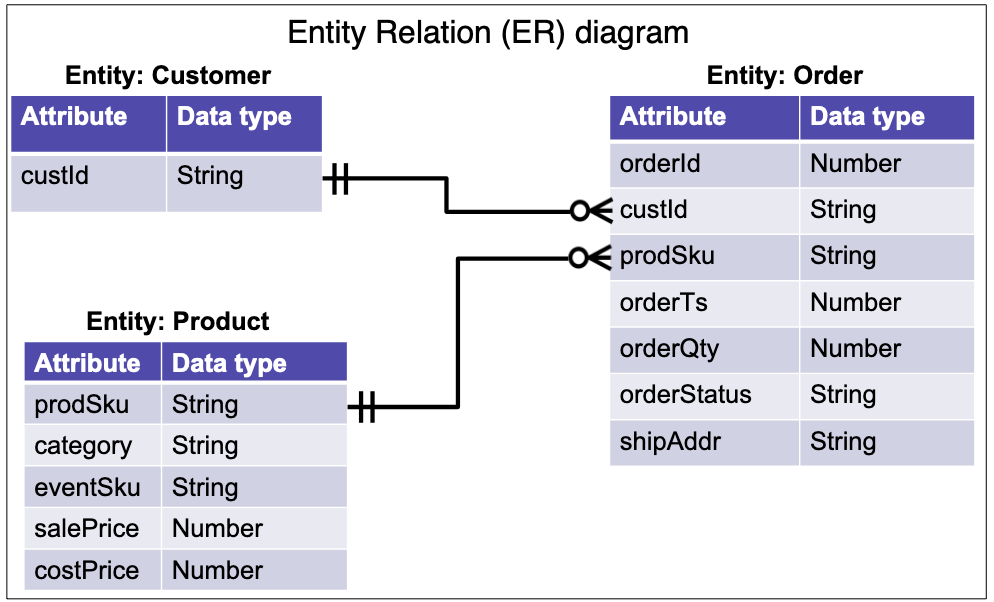 Entity Relation (ER) diagram
Entity: Customer
Attribute Data type
custId String
Entity: Order
Attribute Data type
orderId Number
custId String
prodSku String
orderTs Number
orderQty Number
orderStatus String
shipAddr String
Entity: Product
Attribute Data type
prodSku String
category String
eventSku String
salePrice Number
costPrice Number